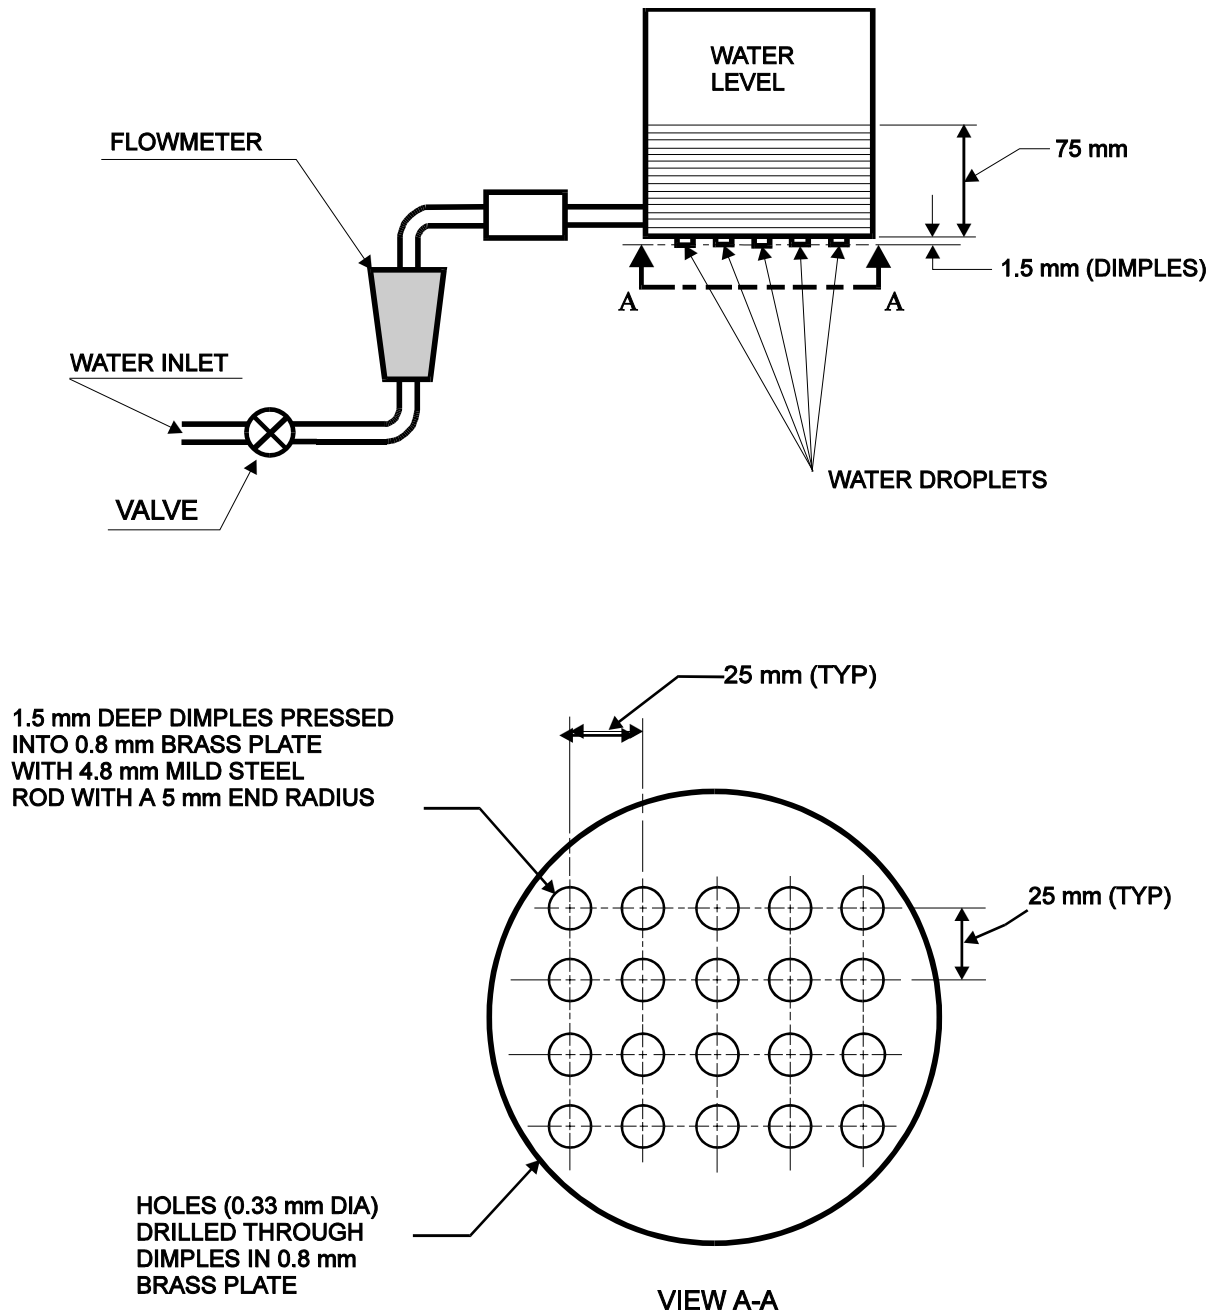 WATER
LEVEL
FLOWMETER
75 mm
1.5 mm (DIMPLES)
A
A
WATER INLET
WATER DROPLETS
VALVE
25 mm (TYP)
1.5 mm DEEP DIMPLES PRESSED
INTO 0.8 mm BRASS PLATE
WITH 4.8 mm MILD STEEL
ROD WITH A 5 mm END RADIUS
25 mm (TYP)
HOLES (0.33 mm DIA)
DRILLED THROUGH
DIMPLES IN 0.8 mm
BRASS PLATE
VIEW A-A